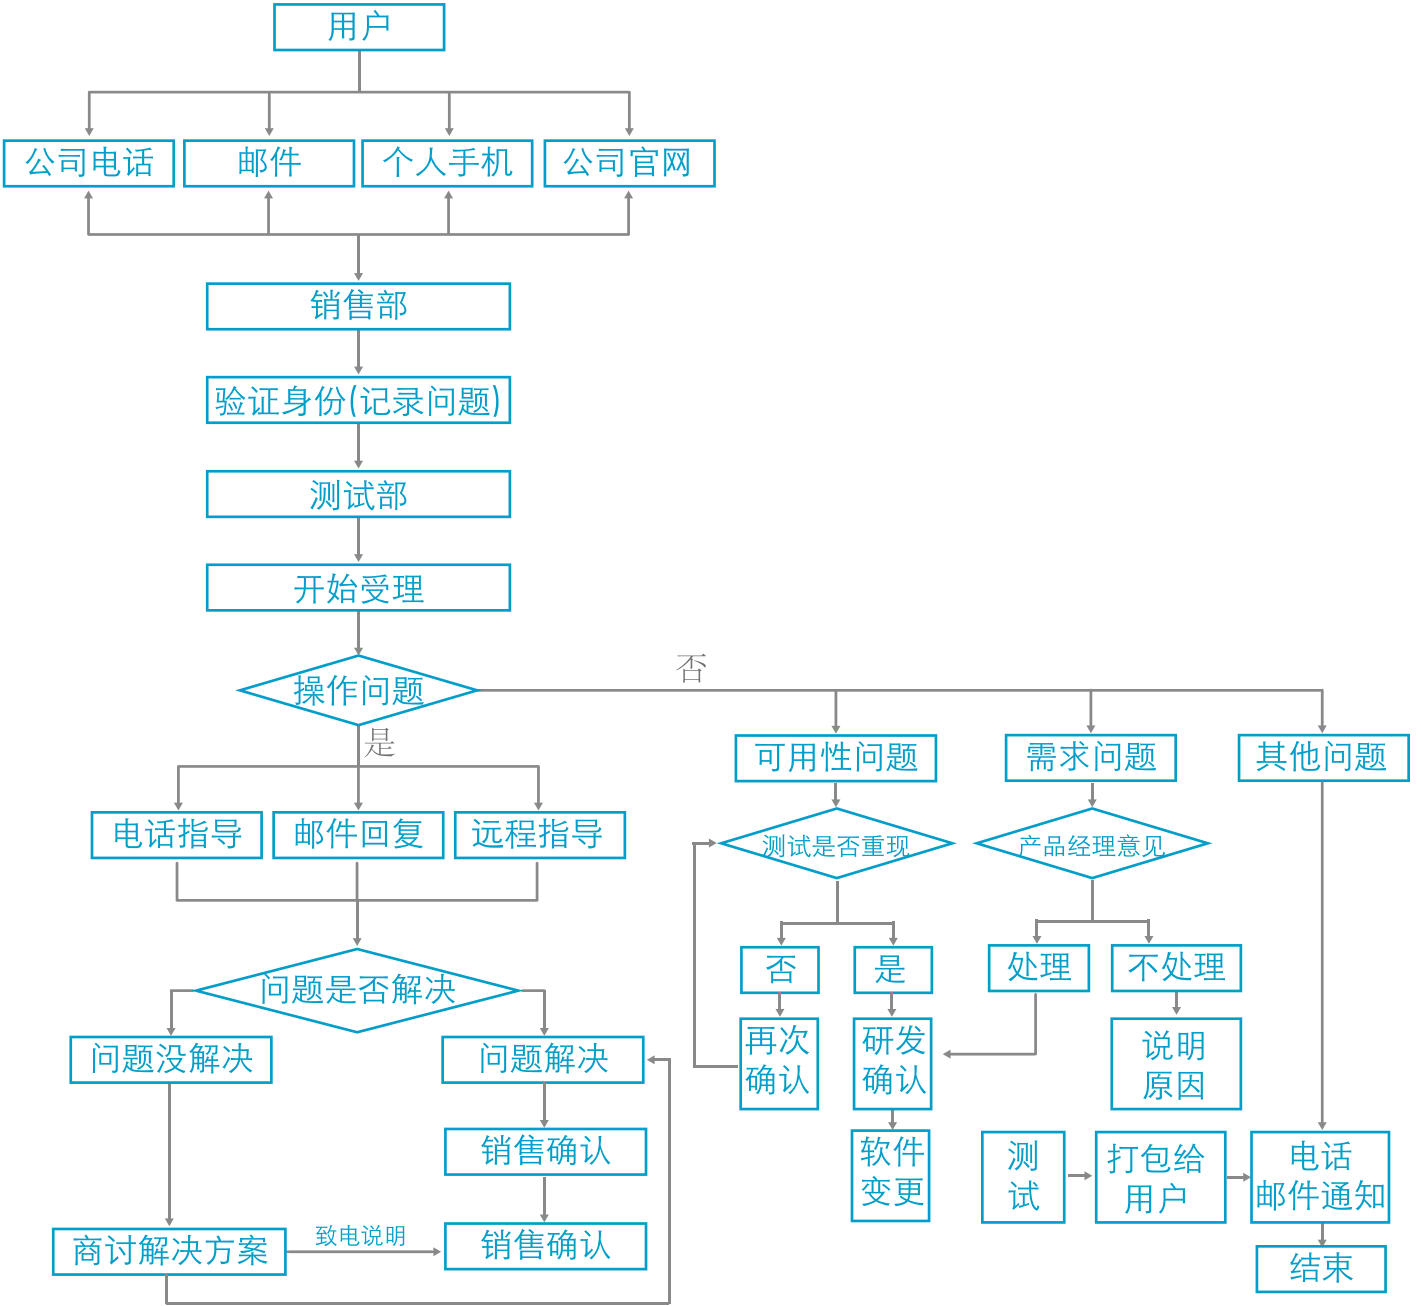 用户
公司电话
邮件
个人手机
公司官网
销售部
验证身份(记录问题)
测试部
开始受理
操作问题
否
是
可用性问题
需求问题
其他问题
电话指导
邮件回复
远程指导
测试是否重现
产品经理意见
否
是
处理
不处理
问题是否解决
问题没解决
问题解决
再次
确认
研发
确认
说明
原因
销售确认
软件
变更
测
试
打包给
用户
电话
邮件通知
商讨解决方案
致电说明
销售确认
结束